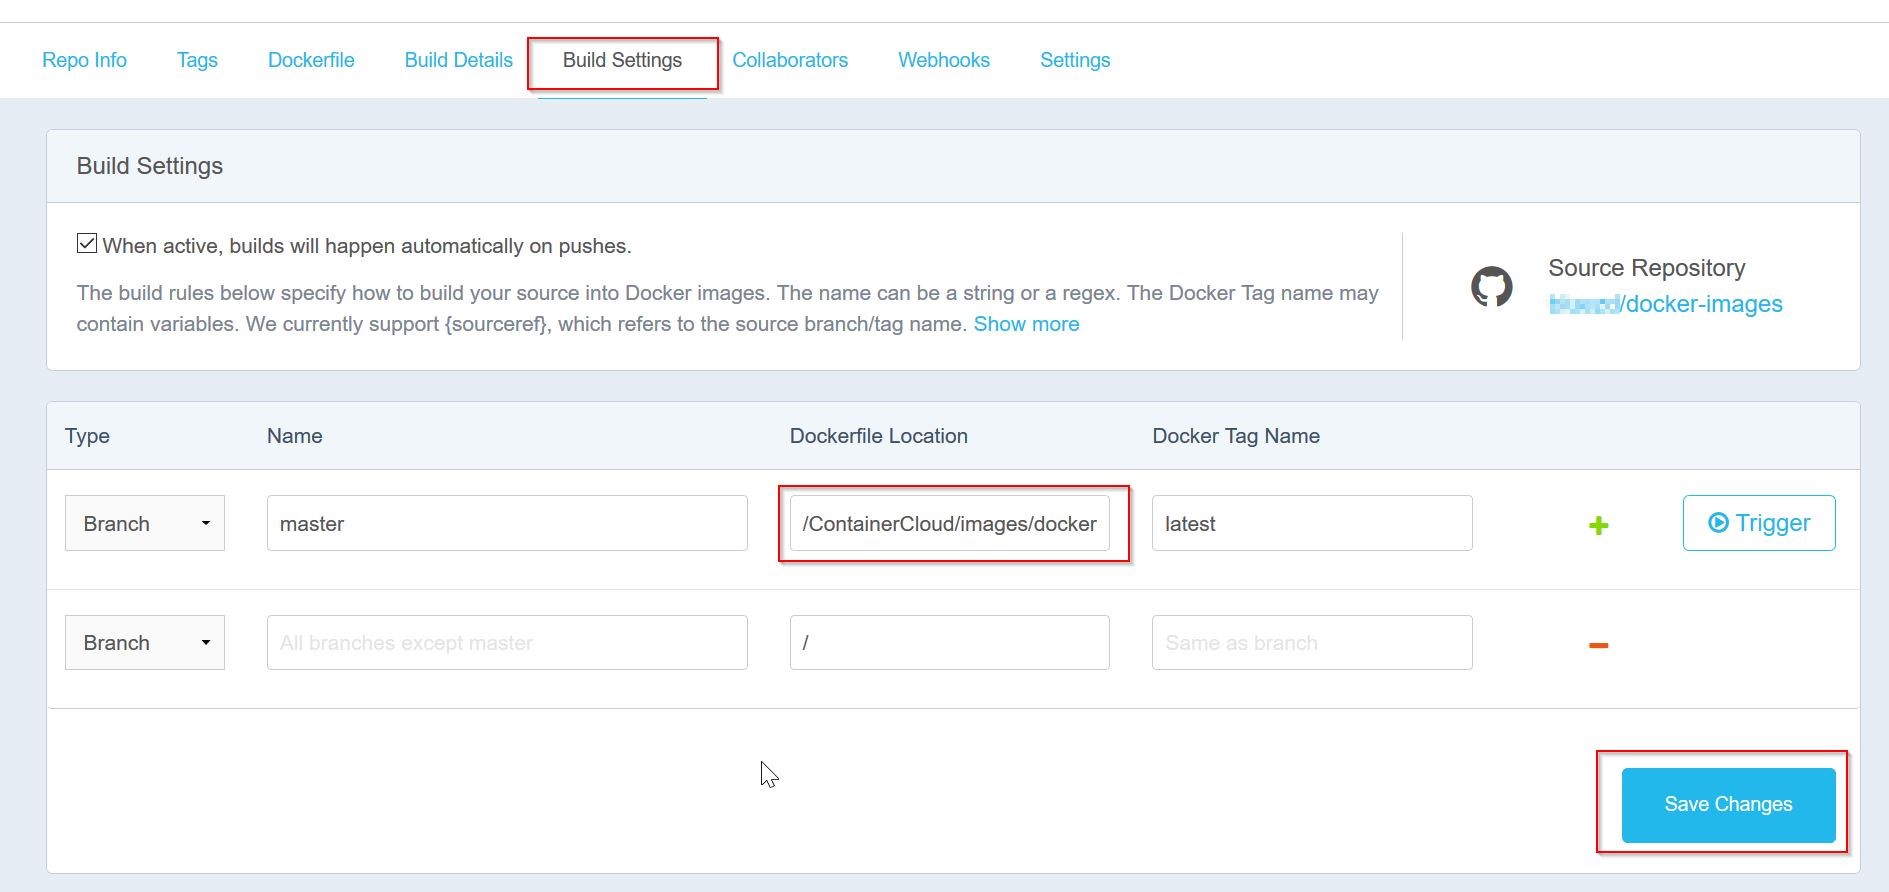 Repo Info Tags Dockerfile Build Details Build Settings Collaborators Webhooks Settings
Build Settings
When active, builds will happen automatically on pushes.
The build rules below specify how to build your source into Docker images. The name can be a string or a regex. The Docker Tag name may
contain variables. We currently support {sourceref}, which refers to the source branch/tag name. Show more
Source Repository
/docker-images
Type Name Dockerfile Location Docker Tag Name
Branch master /ContainerCloud/images/docker latest Trigger
Branch All branches except master / Same as branch
Save Changes